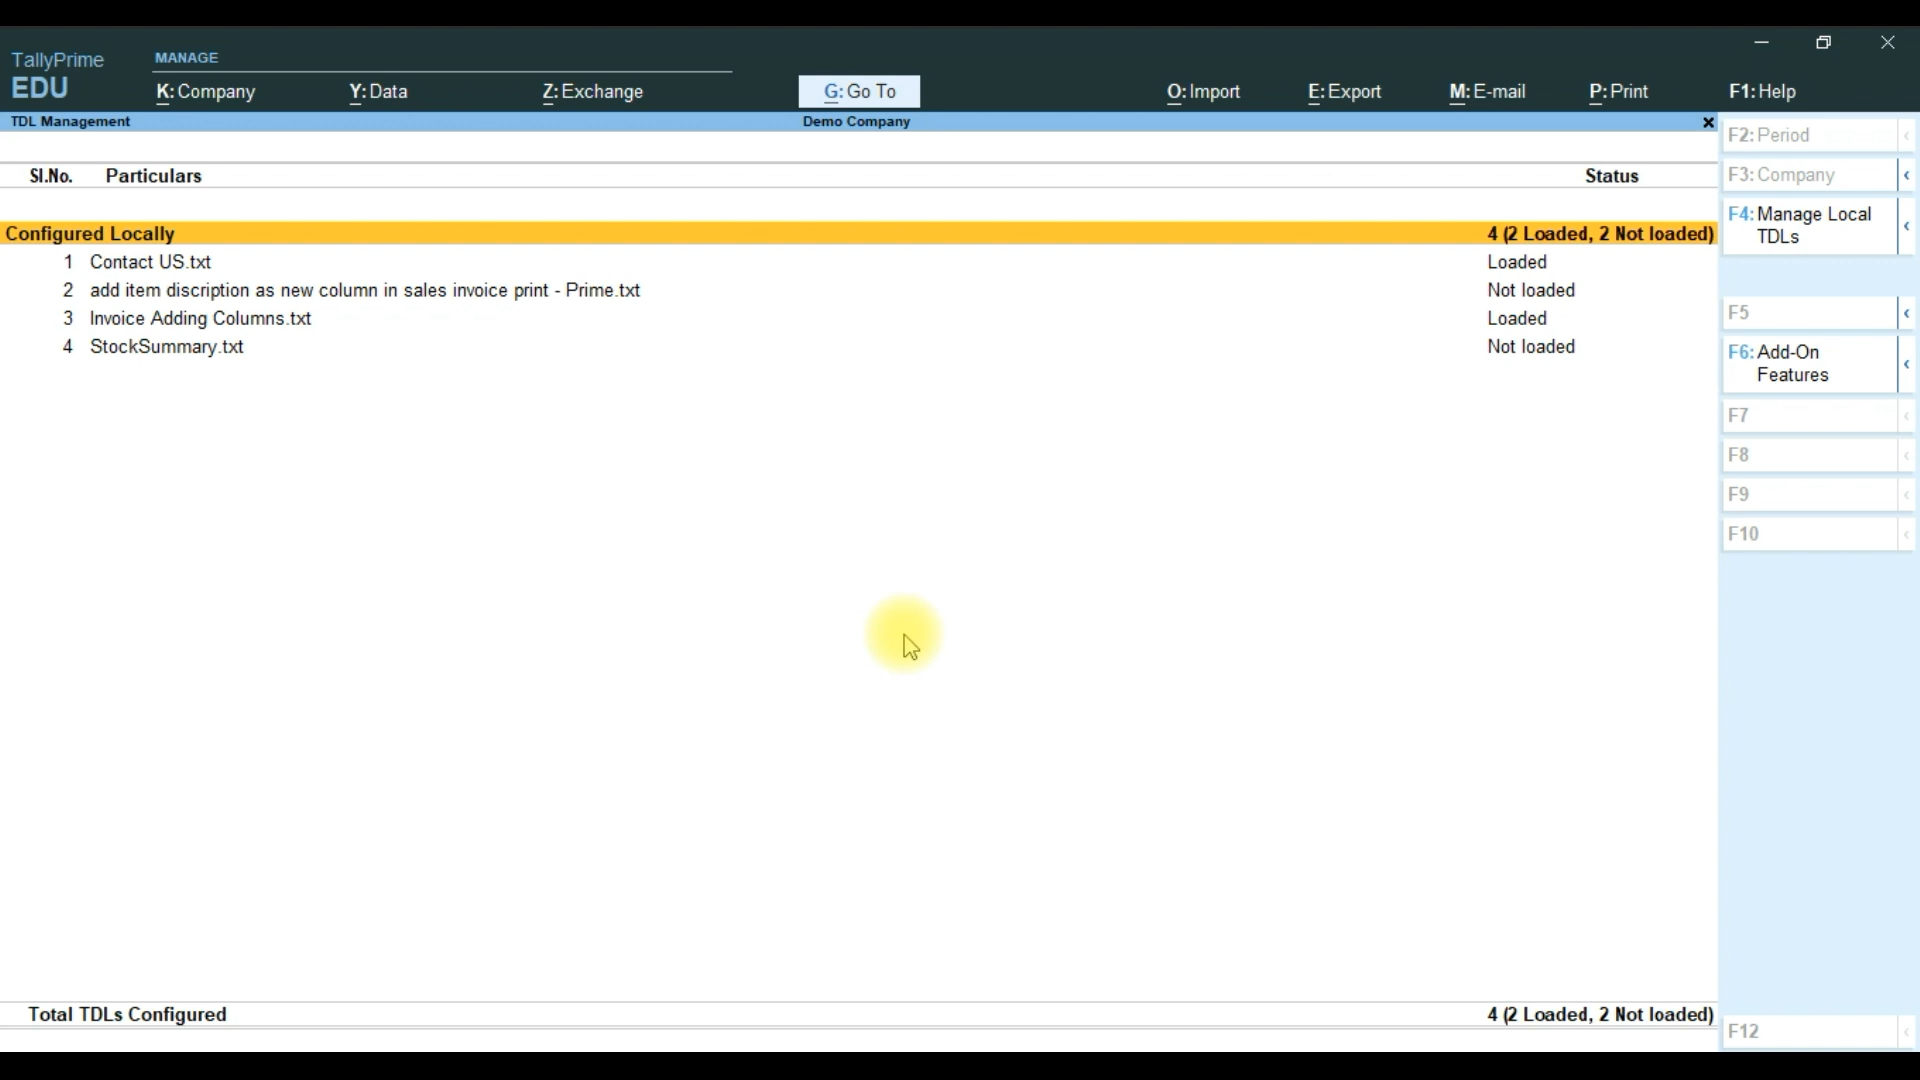 TallyPrime
EDU
MANAGE
K: Company
Y: Data
Z: Exchange
G: Go To
O: Import
E: Export
M: E-mail
P: Print
F1: Help
TDL Management
Demo Company
Sl.No. Particulars Status
Configured Locally 4 (2 Loaded, 2 Not loaded)
1 Contact US.txt Loaded
2 add item discription as new column in sales invoice print - Prime.txt Not loaded
3 Invoice Adding Columns.txt Loaded
4 StockSummary.txt Not loaded
Total TDLs Configured 4 (2 Loaded, 2 Not loaded)
F2: Period
F3: Company
F4: Manage Local
TDLs
F5
F6: Add-On
Features
F7
F8
F9
F10
F12